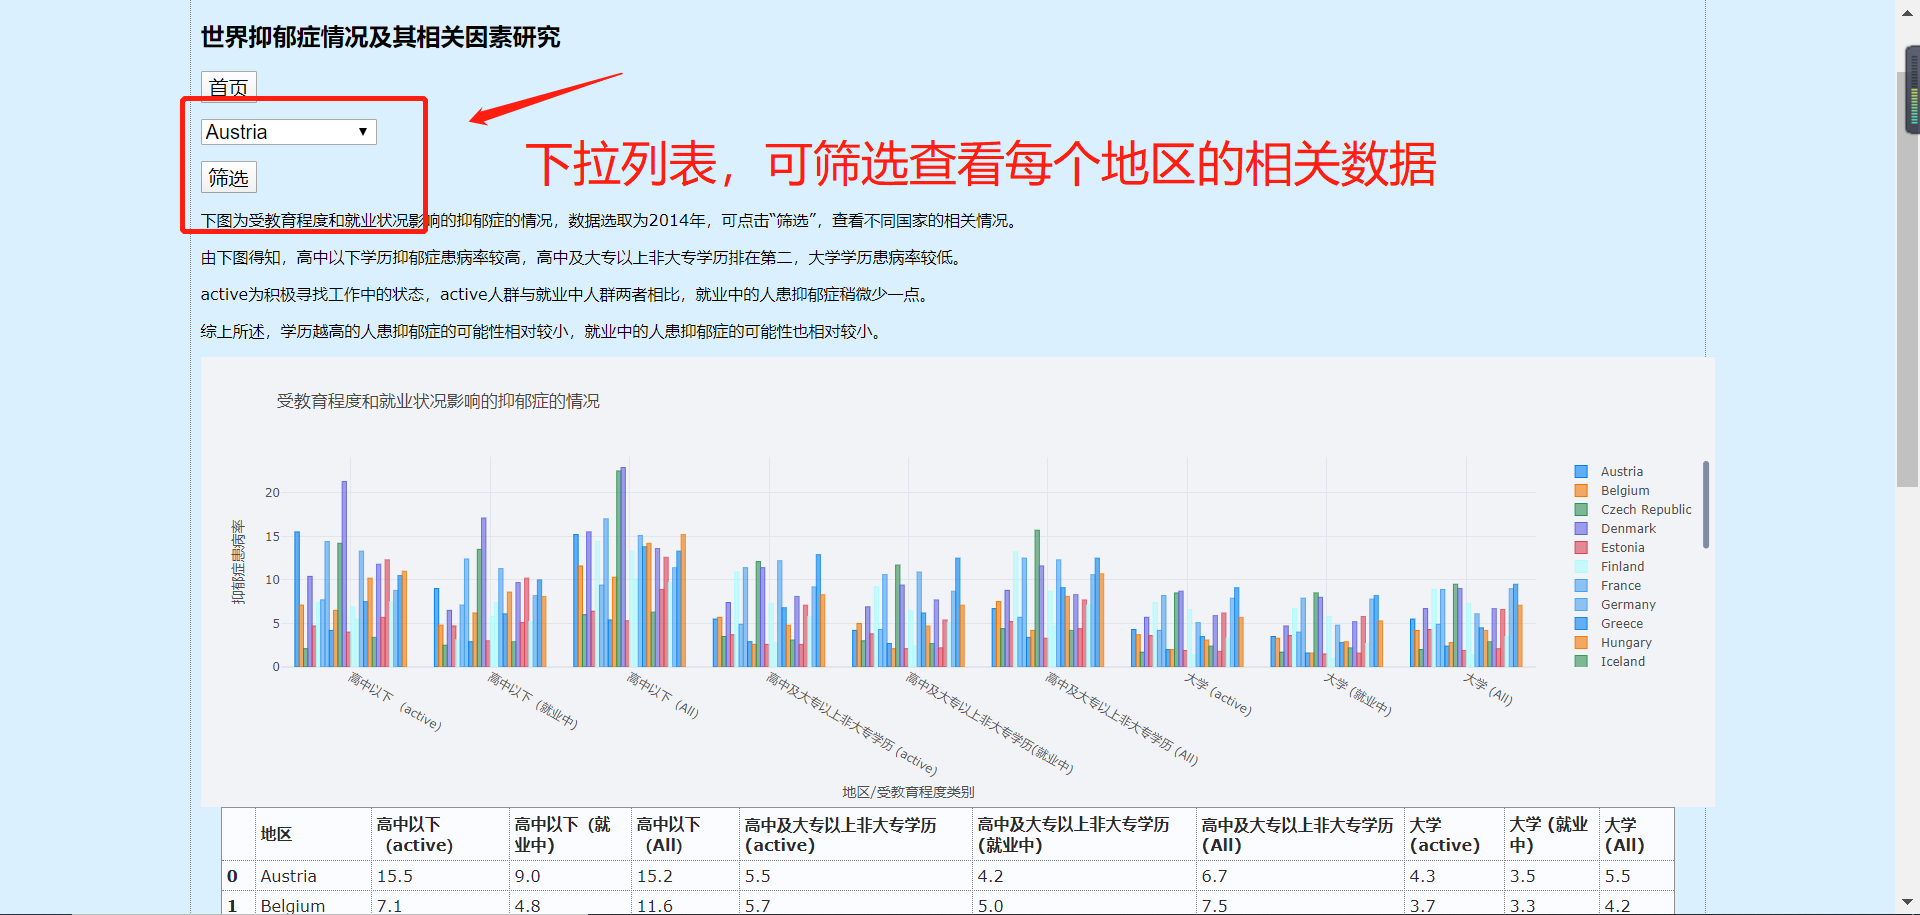 世界抑郁症情况及其相关因素研究
首页
Austria
筛选
下拉列表，可筛选查看每个地区的相关数据
下图为受教育程度和就业状况影响的抑郁症的情况，数据选取为2014年，可点击“筛选”，查看不同国家的相关情况。
由下图得知，高中以下学历抑郁症患病率较高，高中及大专以上非大专学历排在第二，大学学历患病率较低。
active为积极寻找工作中的状态，active人群与就业中人群两者相比，就业中的人患抑郁症稍微少一点。
综上所述，学历越高的人患抑郁症的可能性相对较小，就业中的人患抑郁症的可能性也相对较小。
受教育程度和就业状况影响的抑郁症的情况
抑郁症患病率
20
15
10
5
0
Austria
Belgium
Czech Republic
Denmark
Estonia
Finland
France
Germany
Greece
Hungary
Iceland
高中以下 （active）
高中以下（就业中）
高中以下（All）
高中及大专以上非大专学历 (active)
高中及大专以上非大专学历(就业中)
高中及大专以上非大专学历 (All)
大学 (active)
大学 (就业中)
大学 (All)
地区/受教育程度类别
地区 高中以下（active） 高中以下（就业中） 高中以下（All） 高中及大专以上非大专学历 (active) 高中及大专以上非大专学历 (就业中) 高中及大专以上非大专学历 (All) 大学 (active) 大学 (就业中) 大学 (All)
0 Austria 15.5 9.0 15.2 5.5 4.2 6.7 4.3 3.5 5.5
1 Belgium 7.1 4.8 11.6 5.7 5.0 7.5 3.7 3.3 4.2